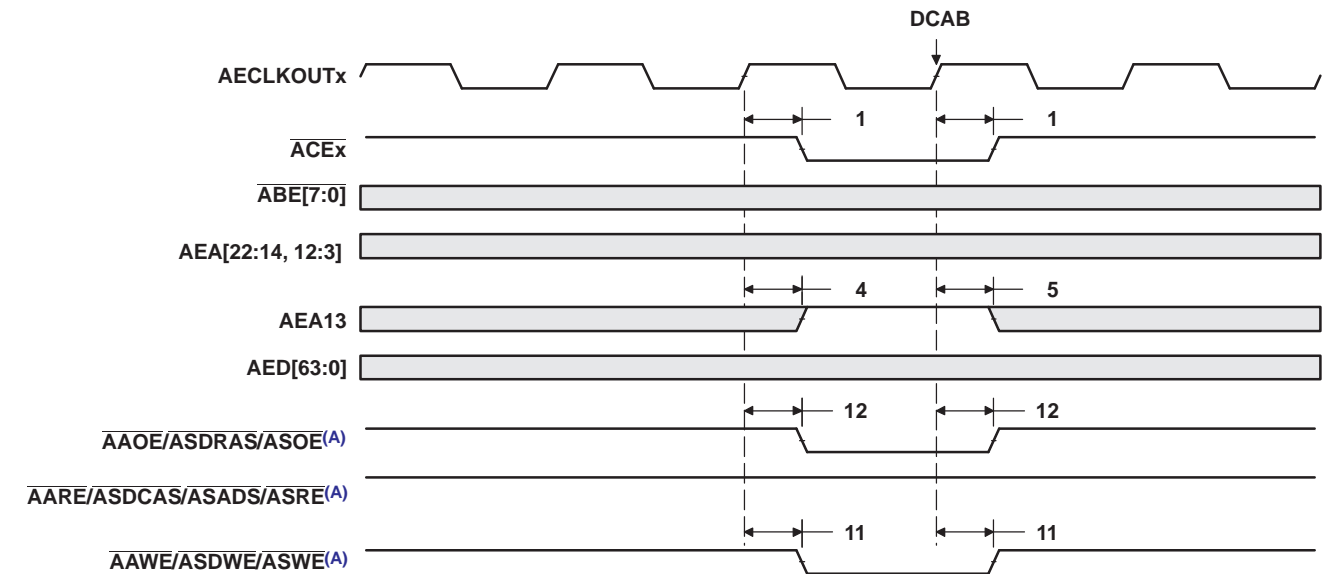 DCAB
AECLKOUTx
1 1
ACEx
ABE[7:0]
AEA[22:14, 12:3]
4 5
AEA13
AED[63:0]
12 12
AAOE/ASDRAS/ASOE(A)
AARE/ASDCAS/ASADS/ASRE(A)
11 11
AAWE/ASDWE/ASWE(A)